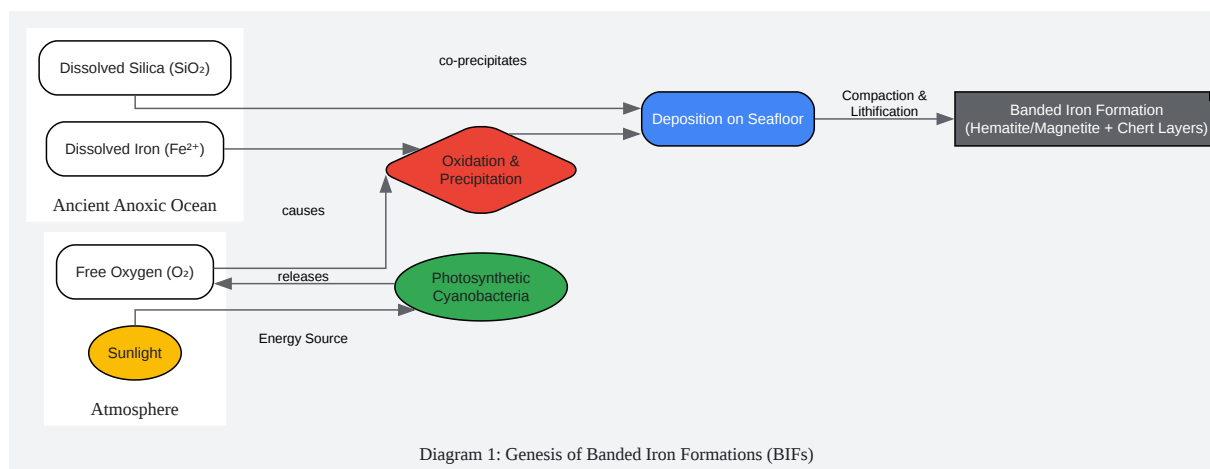 Dissolved Silica (SiO₂)
co-precipitates
Dissolved Iron (Fe²⁺)
Ancient Anoxic Ocean
Oxidation &
Precipitation
Deposition on Seafloor
Compaction &
Lithification
Banded Iron Formation
(Hematite/Magnetite + Chert Layers)
causes
Free Oxygen (O₂)
releases
Photosynthetic
Cyanobacteria
Energy Source
Sunlight
Atmosphere
Diagram 1: Genesis of Banded Iron Formations (BIFs)